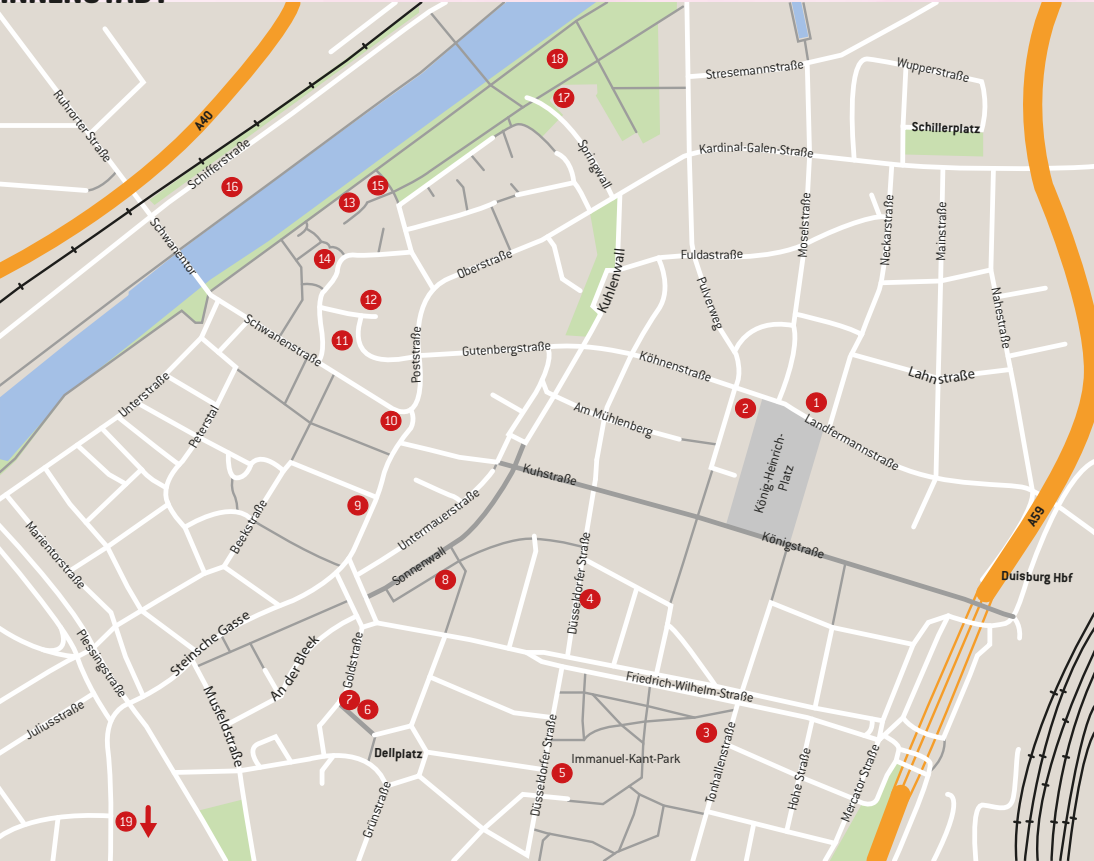 INNENSTADT
18
Wupperstraße
Stresemannstraße
17
A40
Schillerplatz
Ruhrorter Straße
Kardinal-Galen-Straße
Schifferstraße
Springwall
16
15
13
Schwanentor
Moselstraße
Neckarstraße
Mainstraße
14
Oberstraße
Fuldastraße
Kuhlenwall
12
Pulverweg
Nahestraße
Schwanenstraße
11
Poststraße
Gutenbergstraße
Köhnenstraße
Lahnstraße
Unterstraße
2
1
10
Peterstal
Am Mühlenberg
Landfermannstraße
König-Heinrich-
Platz
Kuhstraße
9
Untermauerstraße
A59
Beekstraße
Königstraße
Marientorstraße
Sonnenwall
8
Duisburg Hbf
Düsseldorfer Straße
4
Steinsche Gasse
Plessingstraße
An der Bleek
Goldstraße
Friedrich-Wilhelm-Straße
Musfeldstraße
7
6
Juliusstraße
3
Dellplatz
Immanuel-Kant-Park
Düsseldorfer Straße
5
Tonhallenstraße
Hohe Straße
Mercator Straße
Grünstraße
19